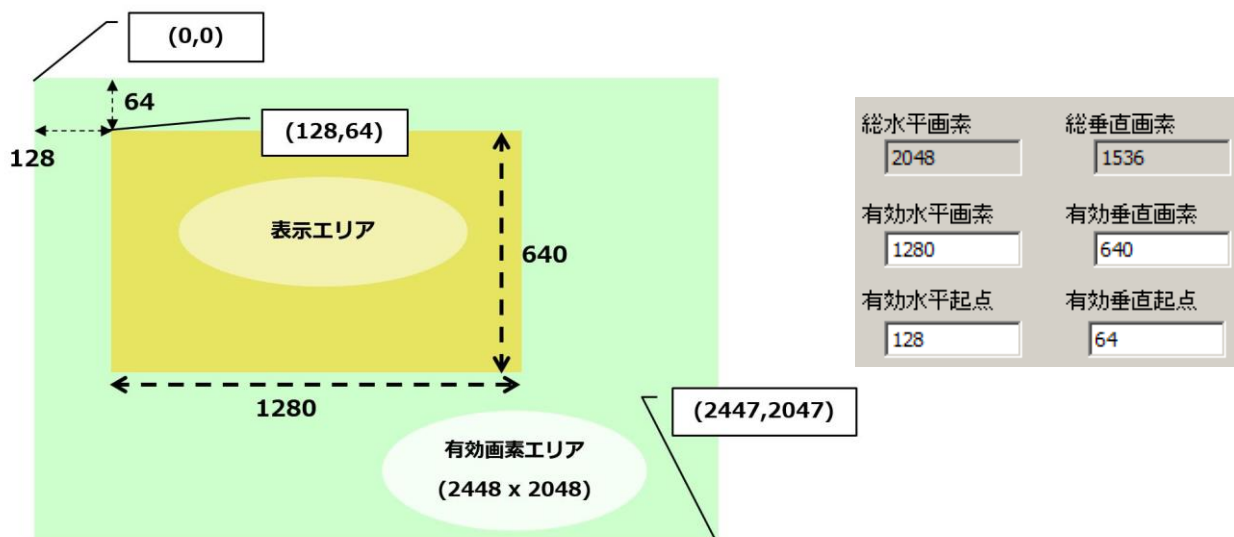 (0,0)
64
(128,64)
128
表示エリア
640
1280
(2447,2047)
有効画素エリア
(2448 x 2048)
総水平画素 総垂直画素
2048 1536
有効水平画素 有効垂直画素
1280 640
有効水平起点 有効垂直起点
128 64